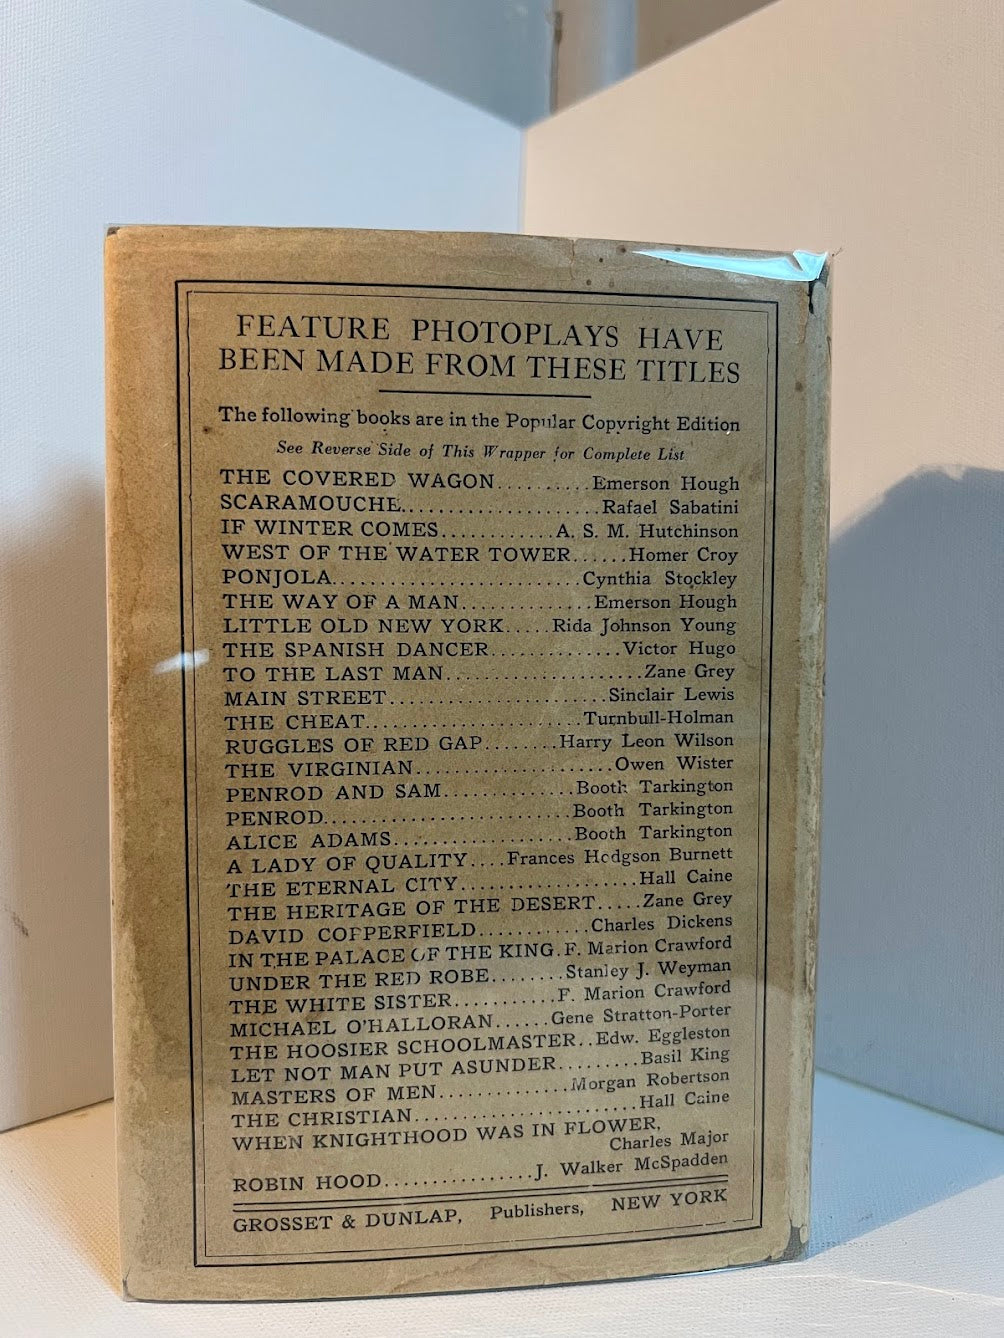 FEATURE PHOTOPLAYS HAVE
BEEN MADE FROM THESE TITLES
The following books are in the Popular Copyright Edition
See Reverse Side of This Wrapper for Complete List
THE COVERED WAGON..........Emerson Hough
SCARAMOUCHE.....................Rafael Sabatini
IF WINTER COMES............A. S. M. Hutchinson
WEST OF THE WATER TOWER......Homer Croy
PONJOLA..........................Cynthia Stockley
THE WAY OF A MAN..............Emerson Hough
LITTLE OLD NEW YORK.....Rida Johnson Young
THE SPANISH DANCER..............Victor Hugo
TO THE LAST MAN.....................Zane Grey
MAIN STREET.......................Sinclair Lewis
THE CHEAT.......................Turnbull-Holman
RUGGLES OF RED GAP........Harry Leon Wilson
THE VIRGINIAN.....................Owen Wister
PENROD AND SAM..............Booth Tarkington
PENROD..........................Booth Tarkington
ALICE ADAMS...................Booth Tarkington
A LADY OF QUALITY....Frances Hodgson Burnett
THE ETERNAL CITY...................Hall Caine
THE HERITAGE OF THE DESERT.....Zane Grey
DAVID COPPERFIELD............Charles Dickens
IN THE PALACE OF THE KING.F. Marion Crawford
UNDER THE RED ROBE........Stanley J. Weyman
THE WHITE SISTER...........F. Marion Crawford
MICHAEL O'HALLORAN......Gene Stratton-Porter
THE HOOSIER SCHOOLMASTER..Edw. Eggleston
LET NOT MAN PUT ASUNDER.........Basil King
MASTERS OF MEN..............Morgan Robertson
THE CHRISTIAN........................Hall Caine
WHEN KNIGHTHOOD WAS IN FLOWER,
Charles Major
ROBIN HOOD................J. Walker McSpadden
GROSSET & DUNLAP, Publishers, NEW YORK